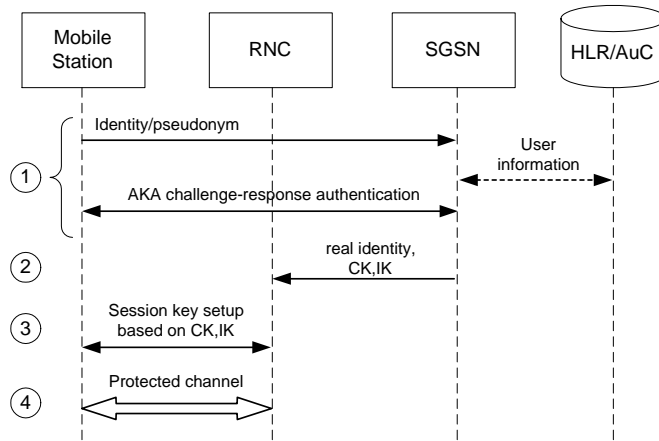 Mobile
Station
RNC
SGSN
HLR/AuC
Identity/pseudonym
User
information
1
AKA challenge-response authentication
2
real identity,
CK,IK
3
Session key setup
based on CK,IK
4
Protected channel